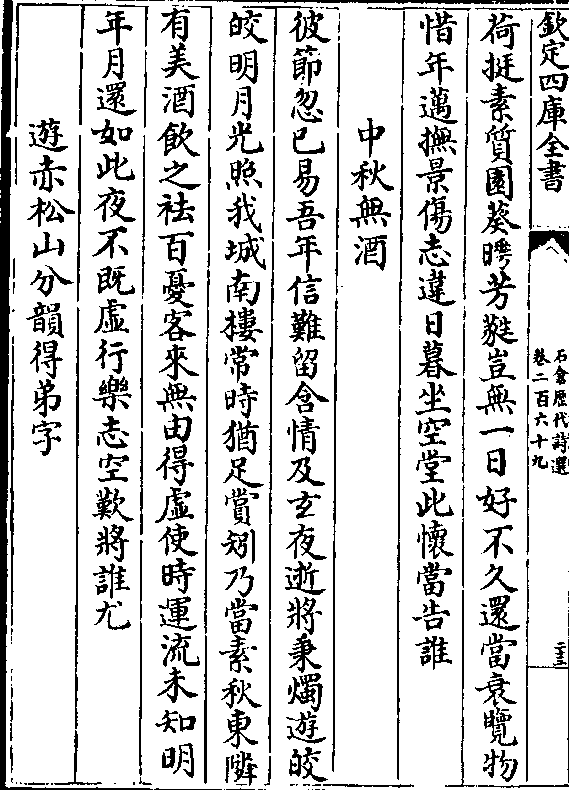 欽定四庫全書
石倉歷代詩選
卷二百六十九
二三
荷挺素質園葵曄芳蕤豈無一日好不久還當衰覽物
惜年邁撫景傷志違日暮坐空堂此懷當告誰
中秋無酒
彼節忽已易吾年信難留含情及玄夜逝將秉燭遊皎
皎明月光照我城南樓常時猶足賞矧乃當素秋東隣
有美酒飲之祛百憂客來無由得虛使時運流未知明
年月還如此夜不既虛行樂志空歎將誰尤
遊赤松山分韻得弟字